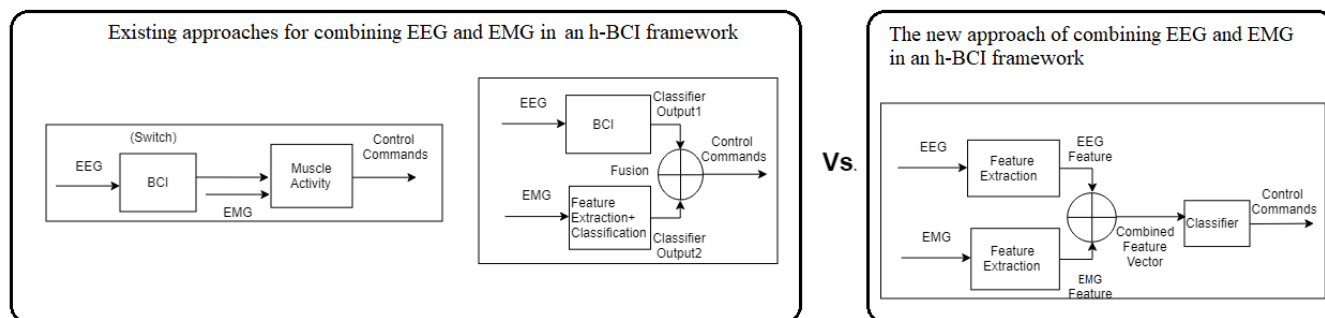 Existing approaches for combining EEG and EMG in an h-BCI framework
(Switch)
EEG
BCI
EMG
Muscle
Activity
Control
Commands
EEG
BCI
Classifier
Output1
Fusion
Control
Commands
EMG
Feature
Extraction+
Classification
Classifier
Output2
Vs.
The new approach of combining EEG and EMG
in an h-BCI framework
EEG
Feature
Extraction
EEG
Feature
EMG
Feature
Extraction
EMG
Feature
Combined
Feature
Vector
Classifier
Control
Commands